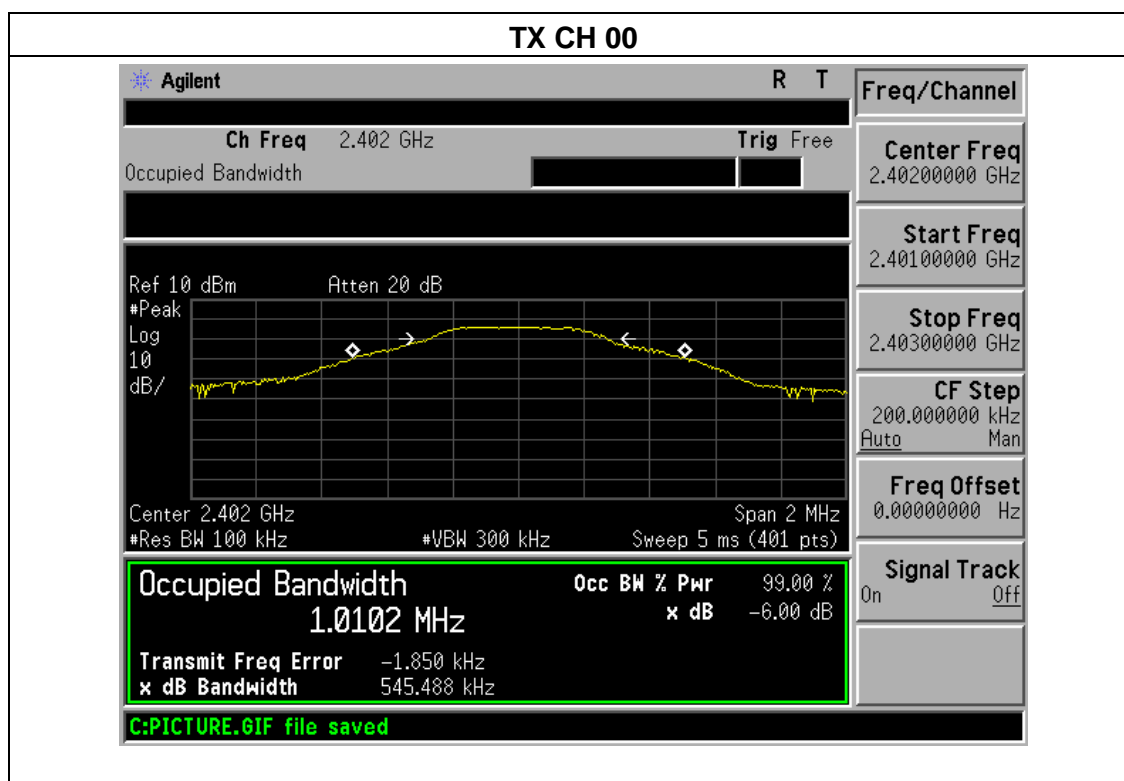 TX CH 00
Agilent R T
Ch Freq 2.402 GHz Trig Free
Occupied Bandwidth
Ref 10 dBm Atten 20 dB
#Peak
Log
10
dB/
Center 2.402 GHz Span 2 MHz
#Res BW 100 kHz #VBW 300 kHz Sweep 5 ms (401 pts)
Occupied Bandwidth Occ BW % Pwr 99.00 %
1.0102 MHz x dB -6.00 dB
Transmit Freq Error -1.850 kHz
x dB Bandwidth 545.488 kHz
C:PICTURE.GIF file saved
Freq/Channel
Center Freq
2.40200000 GHz
Start Freq
2.40100000 GHz
Stop Freq
2.40300000 GHz
CF Step
200.000000 kHz
Auto Man
Freq Offset
0.00000000 Hz
Signal Track
On Off